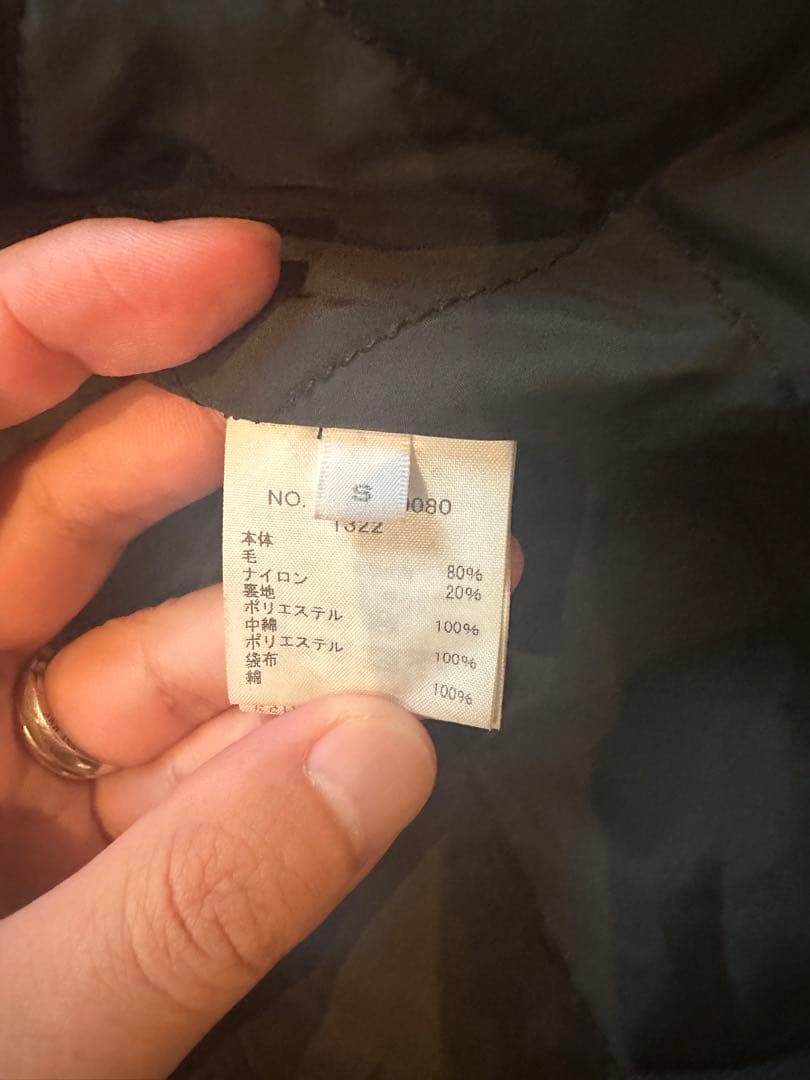 S
NO. 0080
1322
本体
毛 80%
ナイロン 20%
裏地
ポリエステル 100%
中綿
ポリエステル 100%
袋布
綿 100%